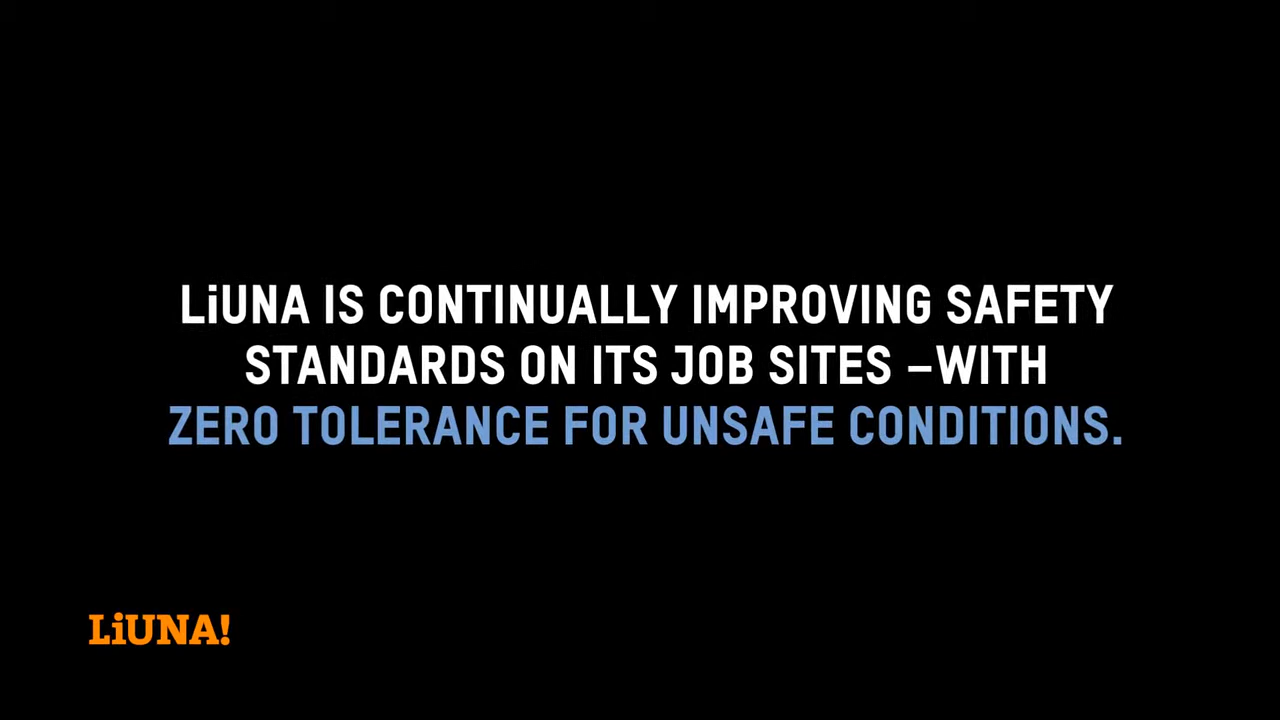 LiUNA IS CONTINUALLY IMPROVING SAFETY
STANDARDS ON ITS JOB SITES –WITH
ZERO TOLERANCE FOR UNSAFE CONDITIONS.
LiUNA!